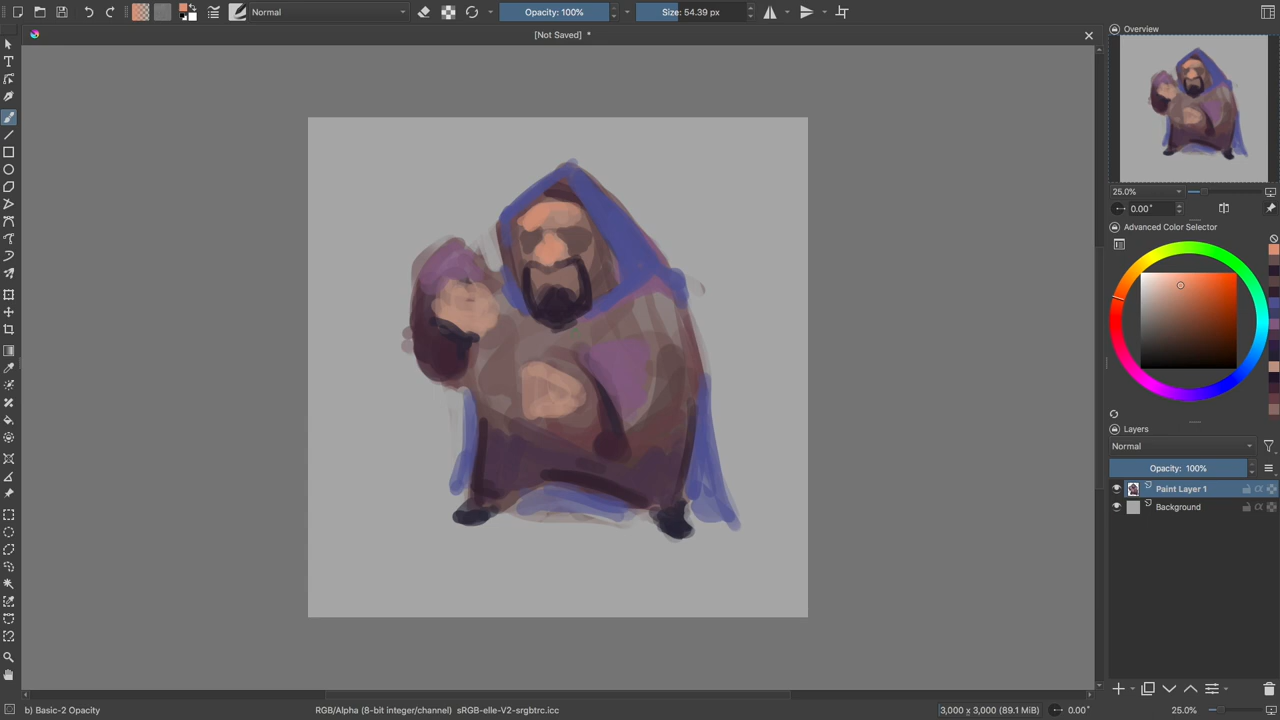 Normal
Opacity: 100%
Size: 54.39 px
[Not Saved] *
Overview
25.0%
0.00°
Advanced Color Selector
Layers
Normal
Opacity: 100%
Paint Layer 1
Background
b) Basic-2 Opacity
RGB/Alpha (8-bit integer/channel) sRGB-elle-V2-srgbtrc.icc
3,000 x 3,000 (89.1 MiB)
0.00°
25.0%